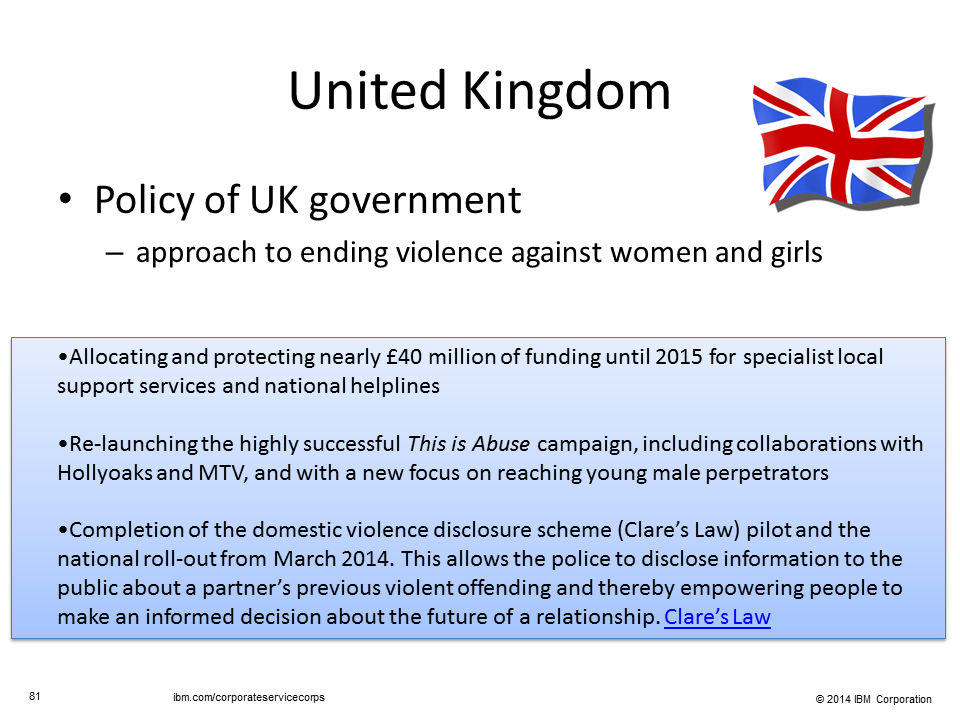 United Kingdom
• Policy of UK government
– approach to ending violence against women and girls
•Allocating and protecting nearly £40 million of funding until 2015 for specialist local
support services and national helplines
•Re-launching the highly successful This is Abuse campaign, including collaborations with
Hollyoaks and MTV, and with a new focus on reaching young male perpetrators
•Completion of the domestic violence disclosure scheme (Clare’s Law) pilot and the
national roll-out from March 2014. This allows the police to disclose information to the
public about a partner’s previous violent offending and thereby empowering people to
make an informed decision about the future of a relationship. Clare’s Law
81 ibm.com/corporateservicecorps © 2014 IBM Corporation